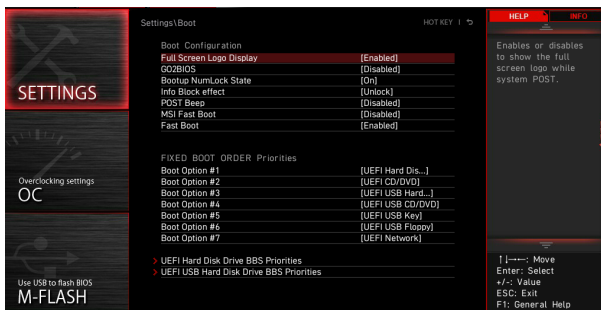 Settings\Boot
HOT KEY | ↰
HELP
INFO
SETTINGS
Overclocking settings
OC
Use USB to flash BIOS
M-FLASH
Boot Configuration
Full Screen Logo Display [Enabled]
GO2BIOS [Disabled]
Bootup NumLock State [On]
Info Block effect [Unlock]
POST Beep [Disabled]
MSI Fast Boot [Disabled]
Fast Boot [Enabled]
FIXED BOOT ORDER Priorities
Boot Option #1 [UEFI Hard Dis...]
Boot Option #2 [UEFI CD/DVD]
Boot Option #3 [UEFI USB Hard...]
Boot Option #4 [UEFI USB CD/DVD]
Boot Option #5 [UEFI USB Key]
Boot Option #6 [UEFI USB Floppy]
Boot Option #7 [UEFI Network]
> UEFI Hard Disk Drive BBS Priorities
> UEFI USB Hard Disk Drive BBS Priorities
Enables or disables
to show the full
screen logo while
system POST.
↑↓→←: Move
Enter: Select
+/-: Value
ESC: Exit
F1: General Help